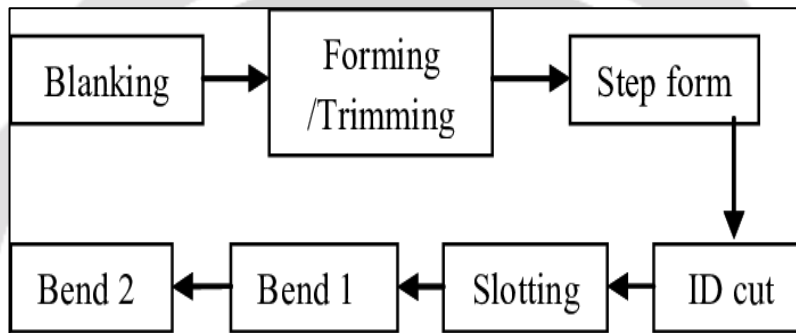 Blanking
Forming
/Trimming
Step form
ID cut
Slotting
Bend 1
Bend 2